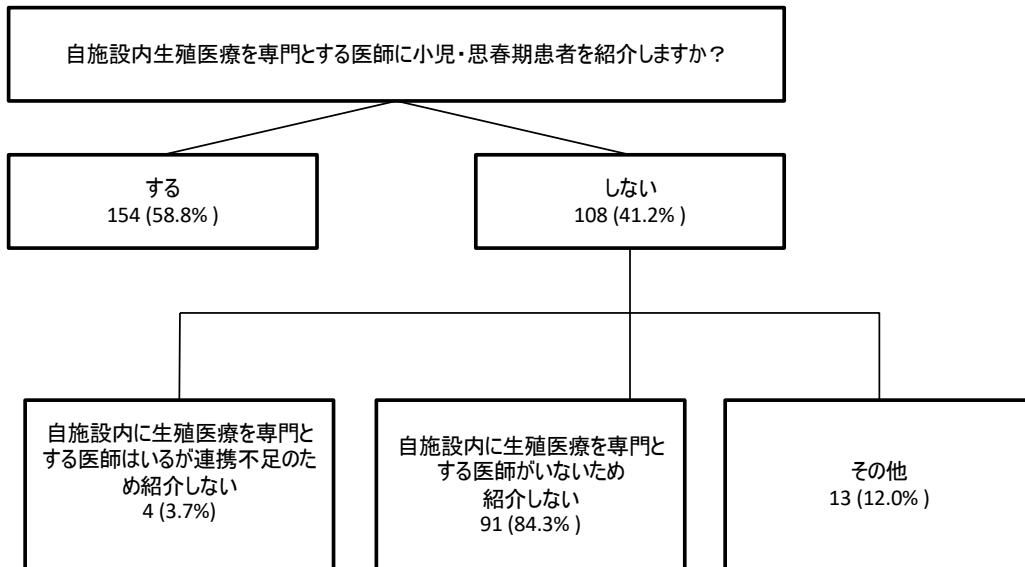 自施設内生殖医療を専門とする医師に小児・思春期患者を紹介しますか？
する
154 (58.8% )
しない
108 (41.2% )
自施設内に生殖医療を専門と
する医師はいるが連携不足のた
め紹介しない
4 (3.7%)
自施設内に生殖医療を専門と
する医師がいないため
紹介しない
91 (84.3% )
その他
13 (12.0% )